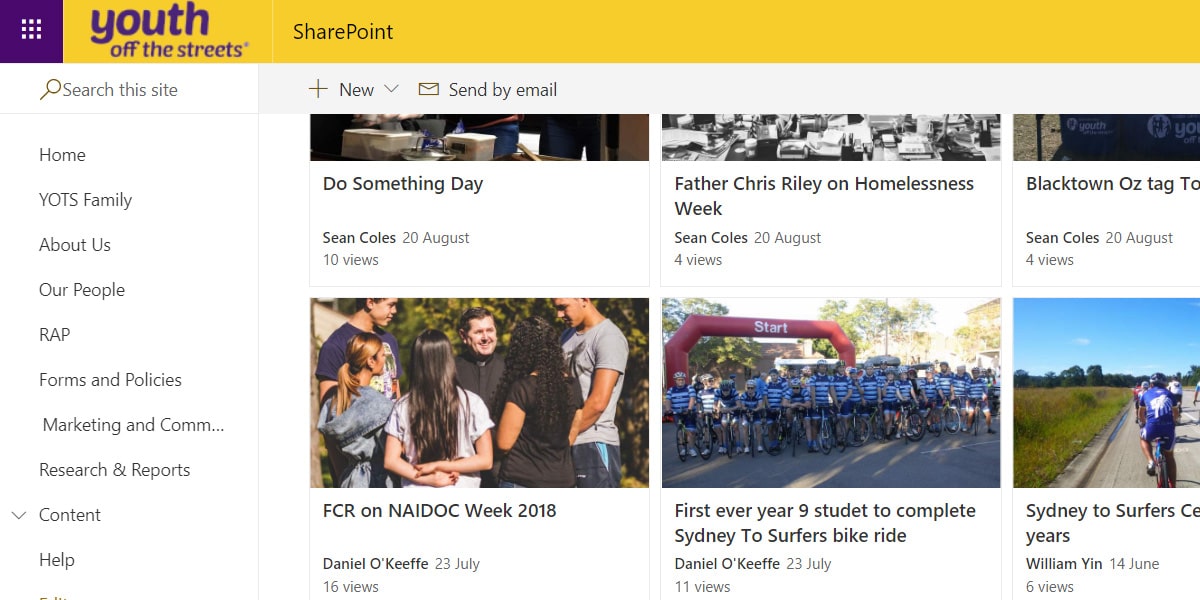 youth
off the streets®
SharePoint
Search this site
New
Send by email
Home
YOTS Family
About Us
Our People
RAP
Forms and Policies
Marketing and Comm...
Research & Reports
Content
Help
Do Something Day
Sean Coles 20 August
10 views
youth
you
Father Chris Riley on Homelessness
Week
Sean Coles 20 August
4 views
Blacktown Oz tag To
Sean Coles 20 August
4 views
FCR on NAIDOC Week 2018
Daniel O'Keeffe 23 July
16 views
Start
First ever year 9 studet to complete
Sydney To Surfers bike ride
Daniel O'Keeffe 23 July
11 views
Sydney to Surfers Ce
years
William Yin 14 June
6 views